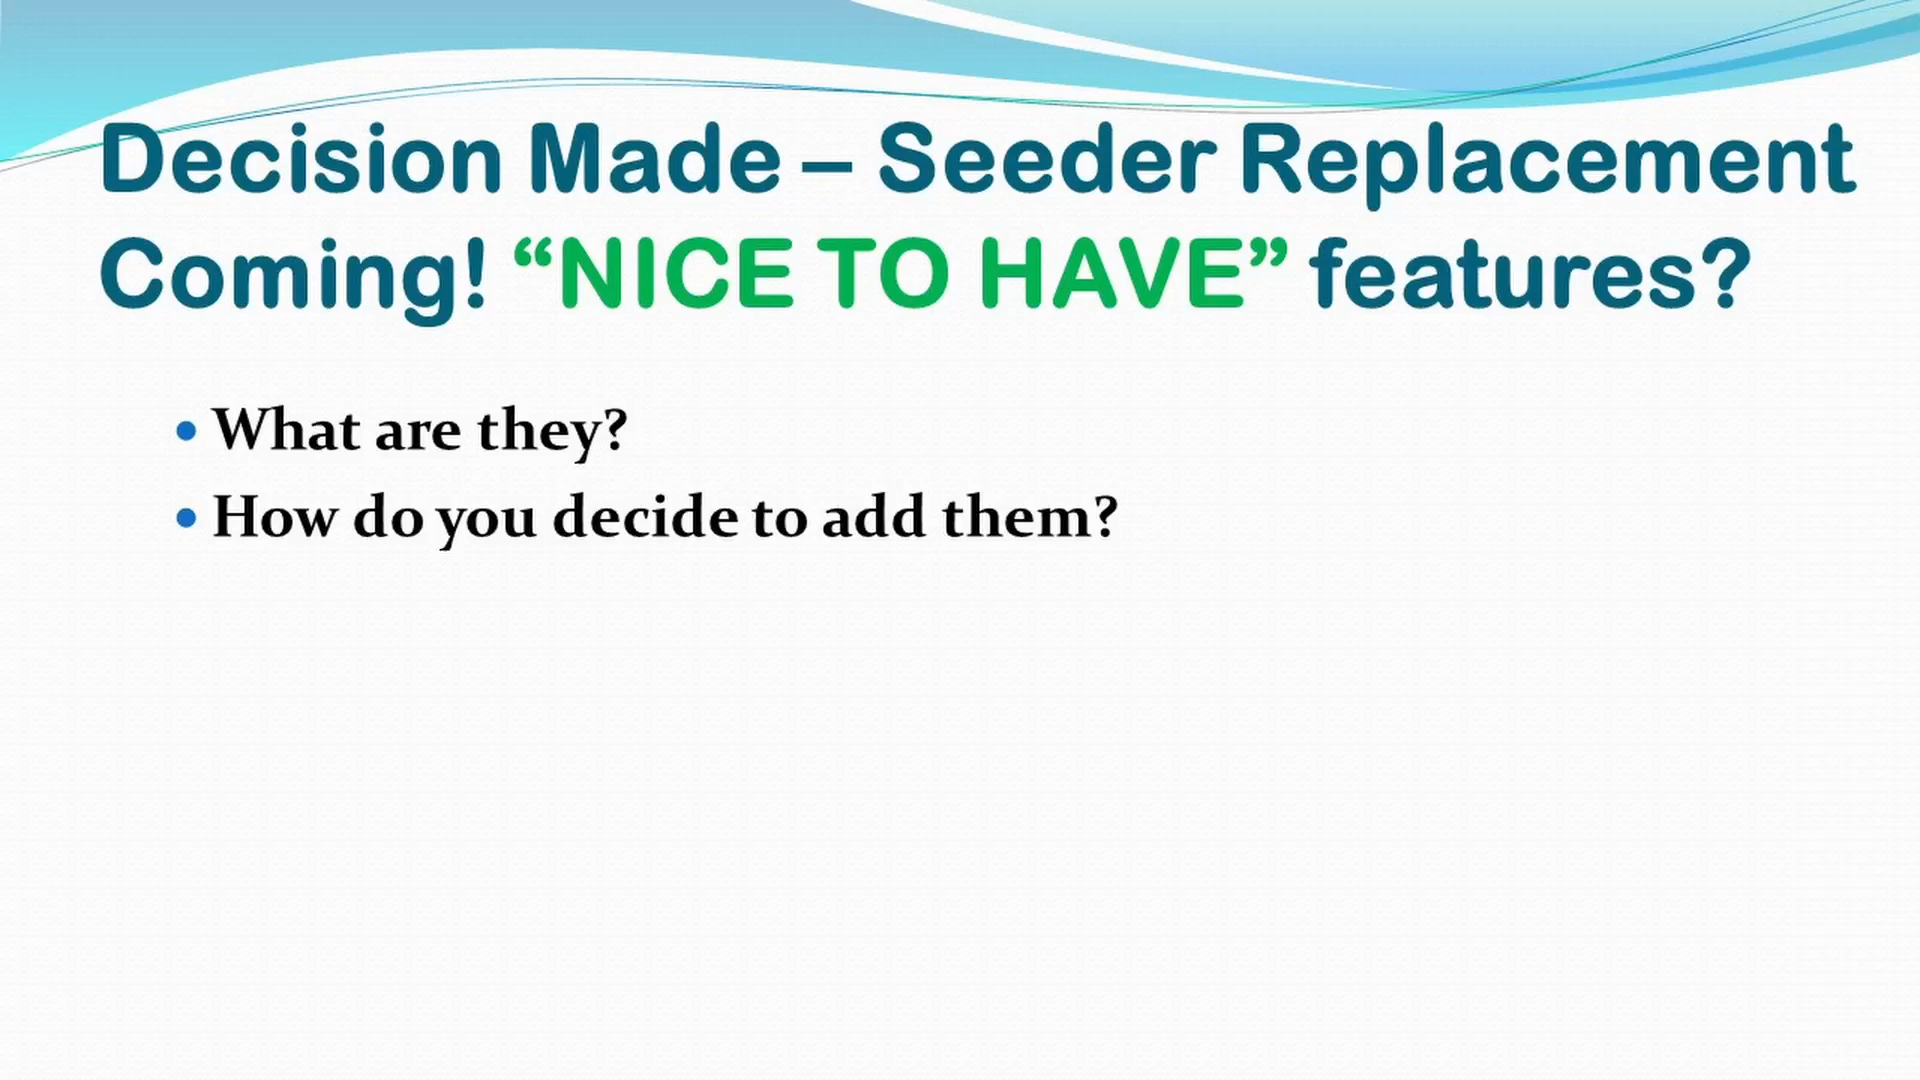 Decision Made – Seeder Replacement
Coming! “NICE TO HAVE” features?
• What are they?
• How do you decide to add them?